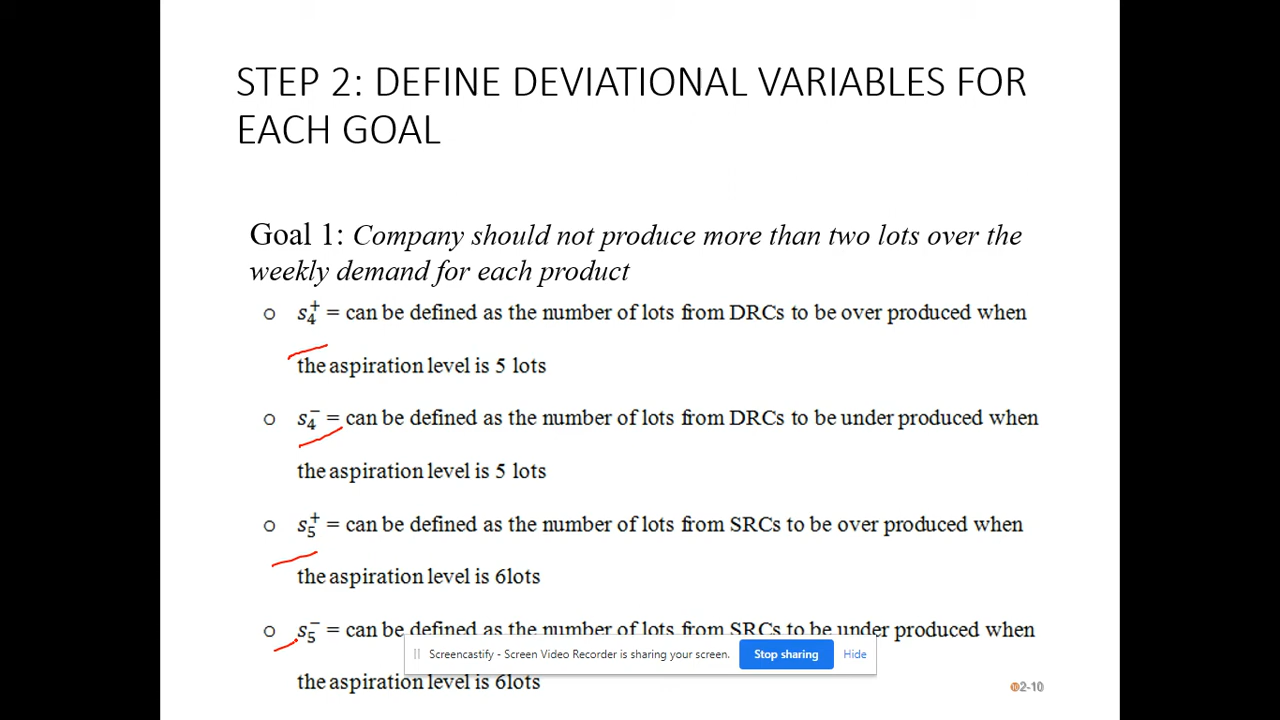 STEP 2: DEFINE DEVIATIONAL VARIABLES FOR
EACH GOAL
Goal 1: Company should not produce more than two lots over the
weekly demand for each product
o s₄⁺ = can be defined as the number of lots from DRCs to be over produced when
the aspiration level is 5 lots
o s₄⁻ = can be defined as the number of lots from DRCs to be under produced when
the aspiration level is 5 lots
o s₅⁺ = can be defined as the number of lots from SRCs to be over produced when
the aspiration level is 6lots
o s₅⁻ = can be defined as the number of lots from SRCs to be under produced when
Screencastify - Screen Video Recorder is sharing your screen. Stop sharing Hide
the aspiration level is 6lots
2-10